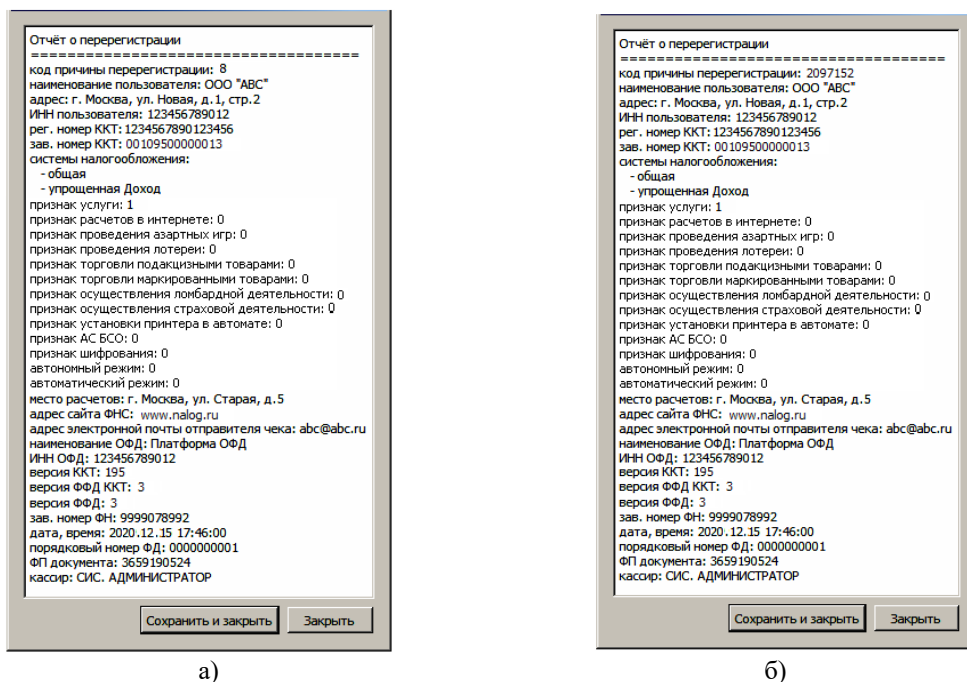 Отчёт о перерегистрации
=====================================
код причины перерегистрации: 8
наименование пользователя: ООО "АВС"
адрес: г. Москва, ул. Новая, д.1, стр.2
ИНН пользователя: 123456789012
рег. номер ККТ: 1234567890123456
зав. номер ККТ: 00109500000013
системы налогообложения:
- общая
- упрощенная Доход
признак услуги: 1
признак расчетов в интернете: 0
признак проведения азартных игр: 0
признак проведения лотереи: 0
признак торговли подакцизными товарами: 0
признак торговли маркированными товарами: 0
признак осуществления ломбардной деятельности: 0
признак осуществления страховой деятельности: 0
признак установки принтера в автомате: 0
признак АС БСО: 0
признак шифрования: 0
автономный режим: 0
автоматический режим: 0
место расчетов: г. Москва, ул. Старая, д.5
адрес сайта ФНС: www.nalog.ru
адрес электронной почты отправителя чека: abc@abc.ru
наименование ОФД: Платформа ОФД
ИНН ОФД: 123456789012
версия ККТ: 195
версия ФФД ККТ: 3
версия ФФД: 3
зав. номер ФН: 9999078992
дата, время: 2020.12.15 17:46:00
порядковый номер ФД: 0000000001
ФП документа: 3659190524
кассир: СИС. АДМИНИСТРАТОР
Сохранить и закрыть
Закрыть
а)
Отчёт о перерегистрации
=====================================
код причины перерегистрации: 2097152
наименование пользователя: ООО "АВС"
адрес: г. Москва, ул. Новая, д.1, стр.2
ИНН пользователя: 123456789012
рег. номер ККТ: 1234567890123456
зав. номер ККТ: 00109500000013
системы налогообложения:
- общая
- упрощенная Доход
признак услуги: 1
признак расчетов в интернете: 0
признак проведения азартных игр: 0
признак проведения лотереи: 0
признак торговли подакцизными товарами: 0
признак торговли маркированными товарами: 0
признак осуществления ломбардной деятельности: 0
признак осуществления страховой деятельности: 0
признак установки принтера в автомате: 0
признак АС БСО: 0
признак шифрования: 0
автономный режим: 0
автоматический режим: 0
место расчетов: г. Москва, ул. Старая, д.5
адрес сайта ФНС: www.nalog.ru
адрес электронной почты отправителя чека: abc@abc.ru
наименование ОФД: Платформа ОФД
ИНН ОФД: 123456789012
версия ККТ: 195
версия ФФД ККТ: 3
версия ФФД: 3
зав. номер ФН: 9999078992
дата, время: 2020.12.15 17:46:00
порядковый номер ФД: 0000000001
ФП документа: 3659190524
кассир: СИС. АДМИНИСТРАТОР
Сохранить и закрыть
Закрыть
б)